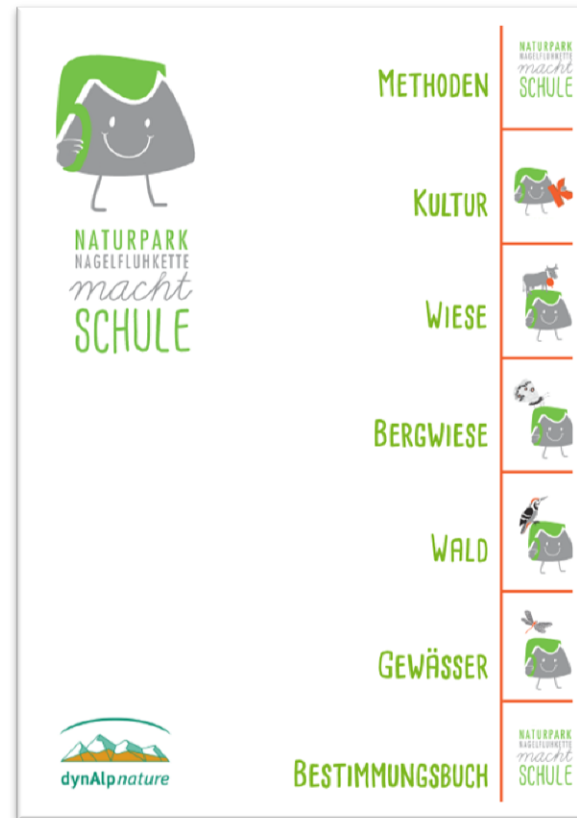 NATURPARK
NAGELFLUHKETTE
macht
SCHULE
METHODEN
NATURPARK
NAGELFLUHKETTE
macht
SCHULE
KULTUR
K
WIESE
BERGWIESE
WALD
GEWÄSSER
BESTIMMUNGSBUCH
NATURPARK
NAGELFLUHKETTE
macht
SCHULE
dynAlpnature